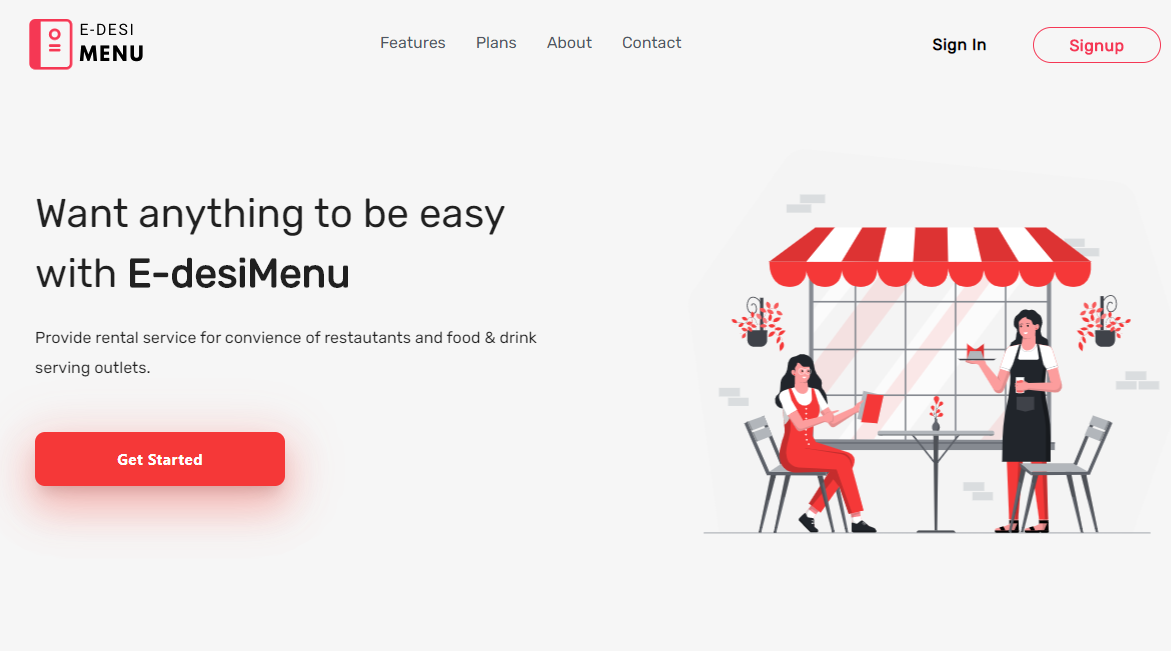 E-DESI
MENU
Features Plans About Contact
Sign In
Signup
Want anything to be easy
with E-desiMenu
Provide rental service for convience of restautants and food & drink
serving outlets.
Get Started